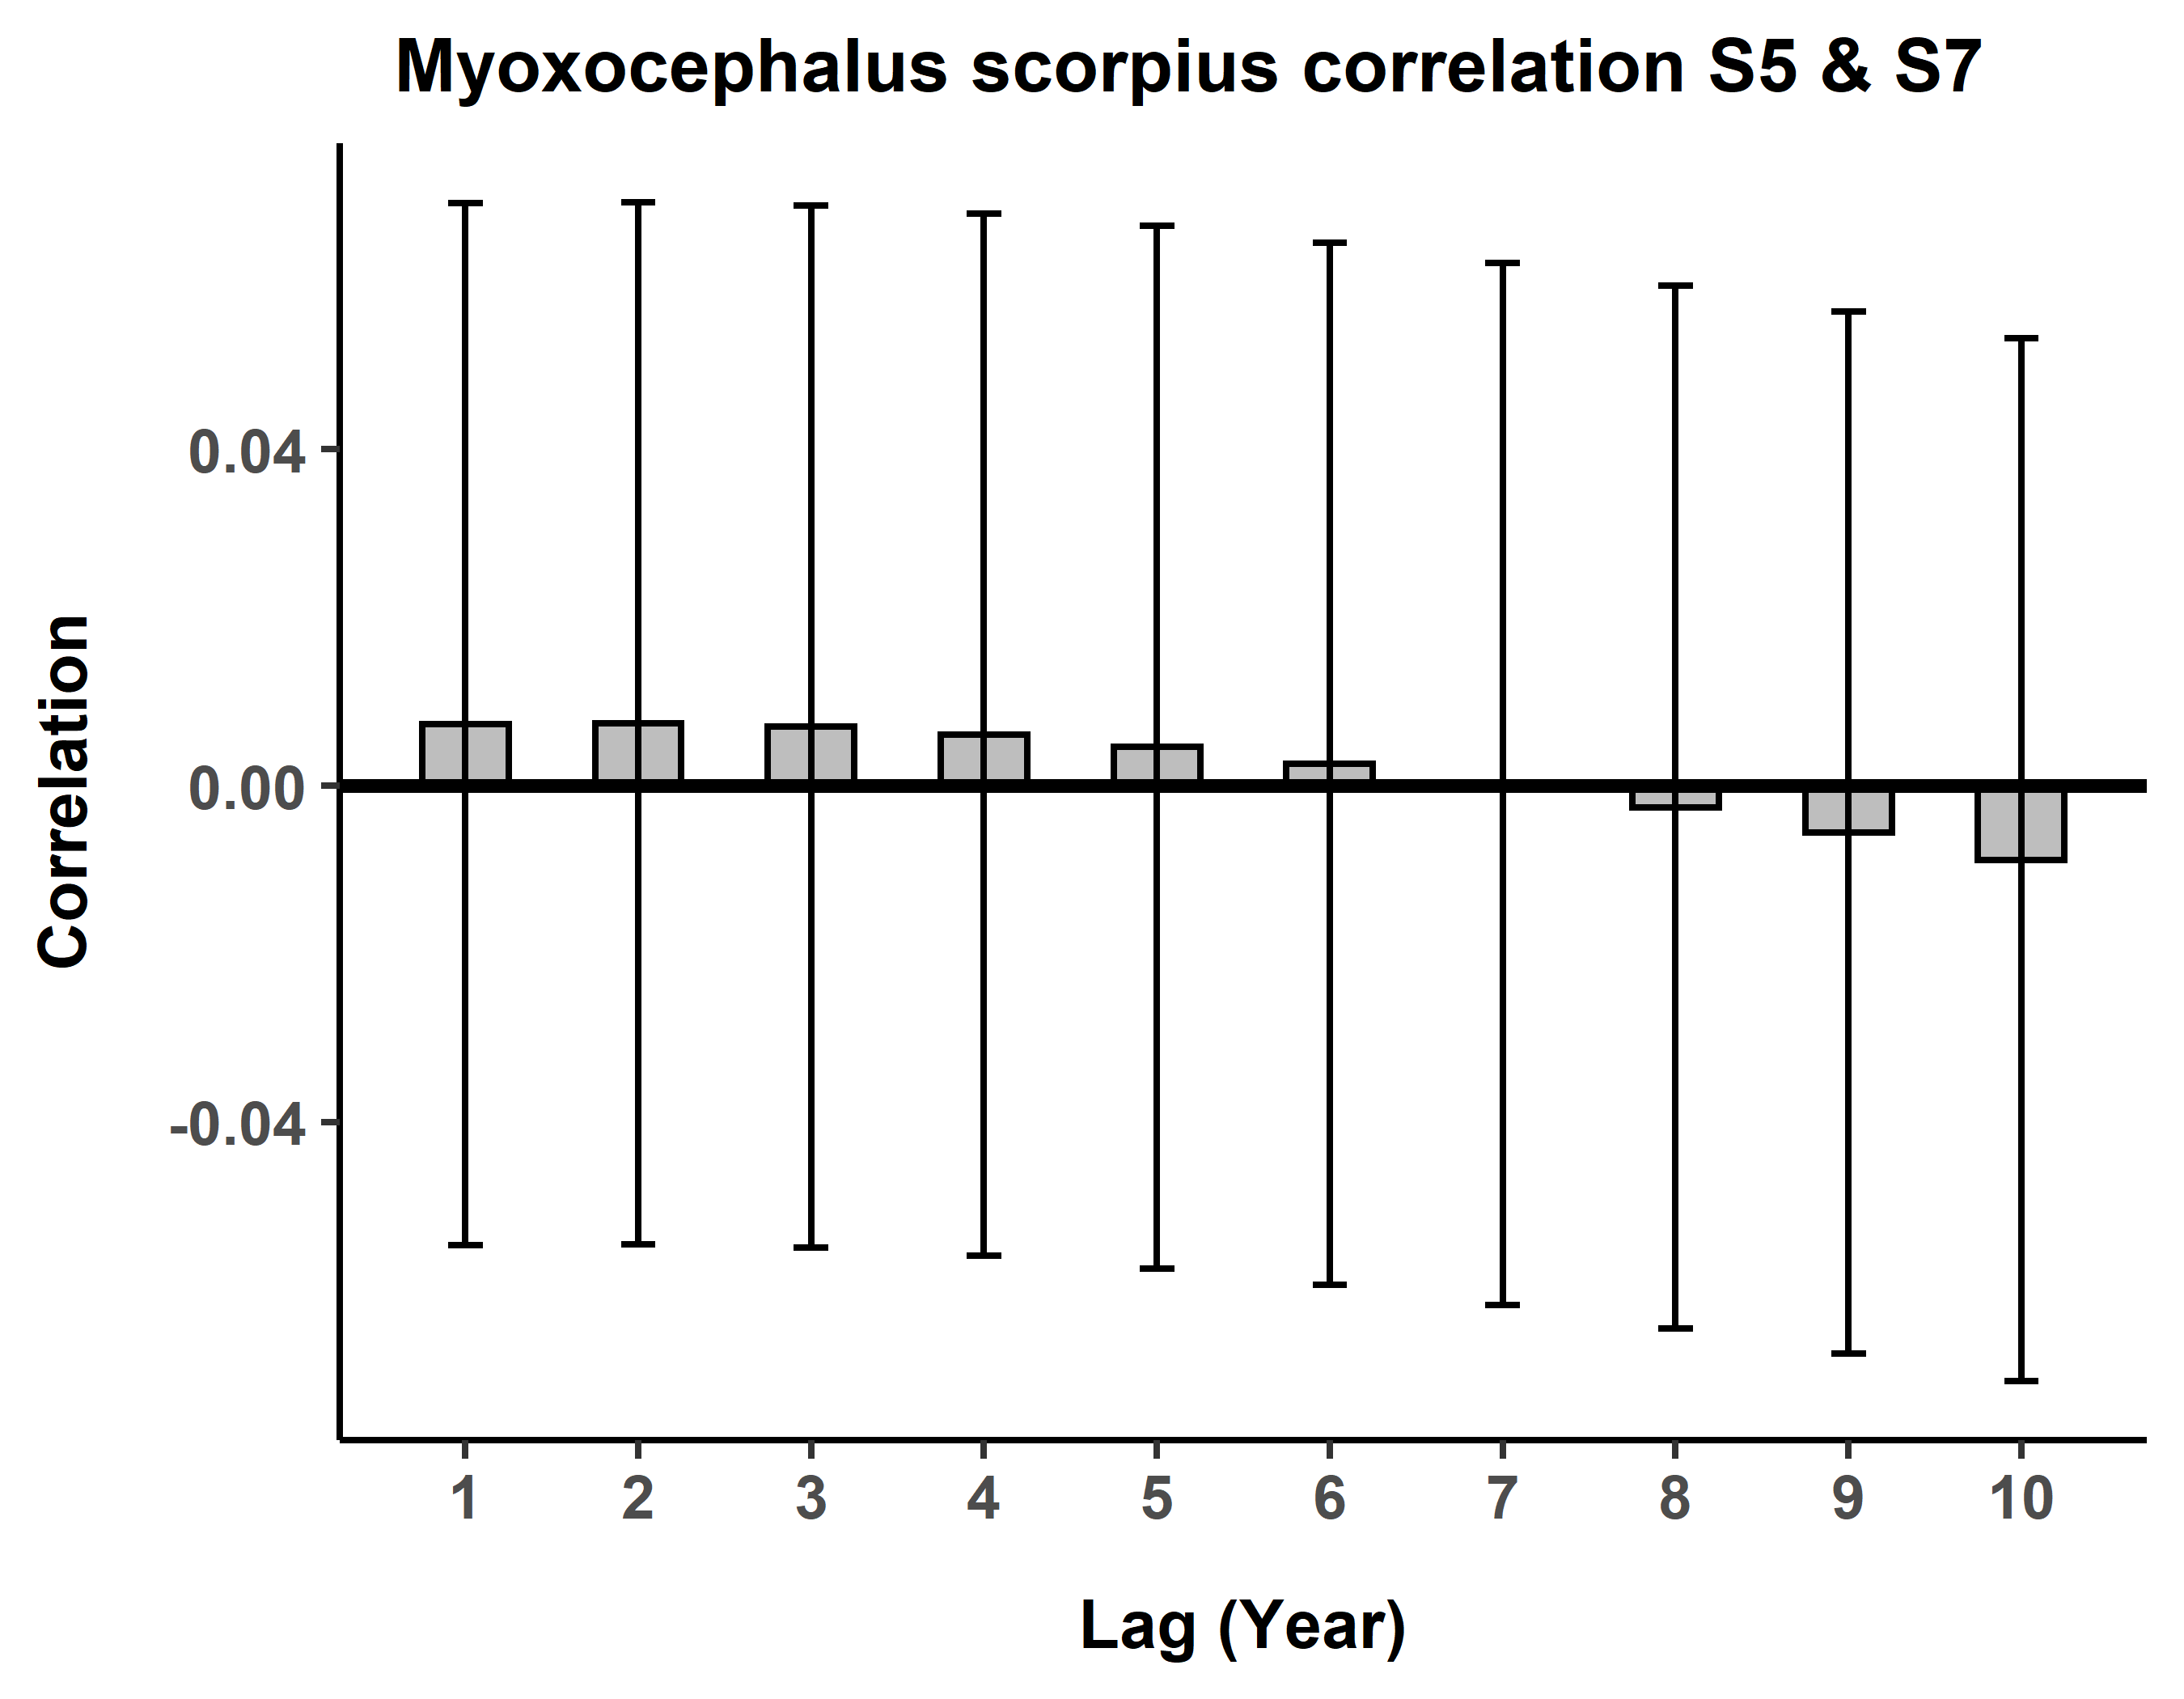 Myoxocephalus scorpius correlation S5 & S7
Correlation
0.04
0.00
-0.04
1 2 3 4 5 6 7 8 9 10
Lag (Year)